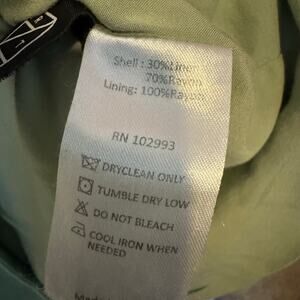 Shell : 30%Linen
70%Rayon
Lining: 100%Rayon
RN 102993
DRYCLEAN ONLY
TUMBLE DRY LOW
DO NOT BLEACH
COOL IRON WHEN
NEEDED
Made